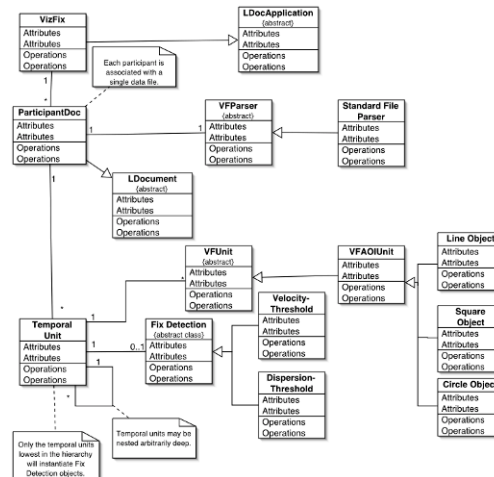 VizFix
Attributes
Attributes
Operations
Operations
LDocApplication
{abstract}
Attributes
Attributes
Operations
Operations
Each participant is
associated with a
single data file.
1
*
ParticipantDoc
Attributes
Attributes
Operations
Operations
1
1
VFParser
{abstract}
Attributes
Attributes
Operations
Operations
Standard File
Parser
Attributes
Attributes
Operations
Operations
1
LDocument
{abstract}
Attributes
Attributes
Operations
Operations
VFUnit
{abstract}
Attributes
Attributes
Operations
Operations
VFAOIUnit
Attributes
Attributes
Operations
Operations
Line Object
Attributes
Attributes
Operations
Operations
*
*
1
Temporal
Unit
Attributes
Attributes
Operations
Operations
1
0..1
1
Fix Detection
{abstract class}
Attributes
Attributes
Operations
Operations
Velocity-
Threshold
Attributes
Attributes
Operations
Operations
Square
Object
Attributes
Attributes
Operations
Operations
*
Dispersion-
Threshold
Attributes
Attributes
Operations
Operations
Circle Object
Attributes
Attributes
Operations
Operations
Only the temporal units
lowest in the hierarchy
will instantiate Fix
Detection objects.
Temporal units may be
nested arbitrarily deep.